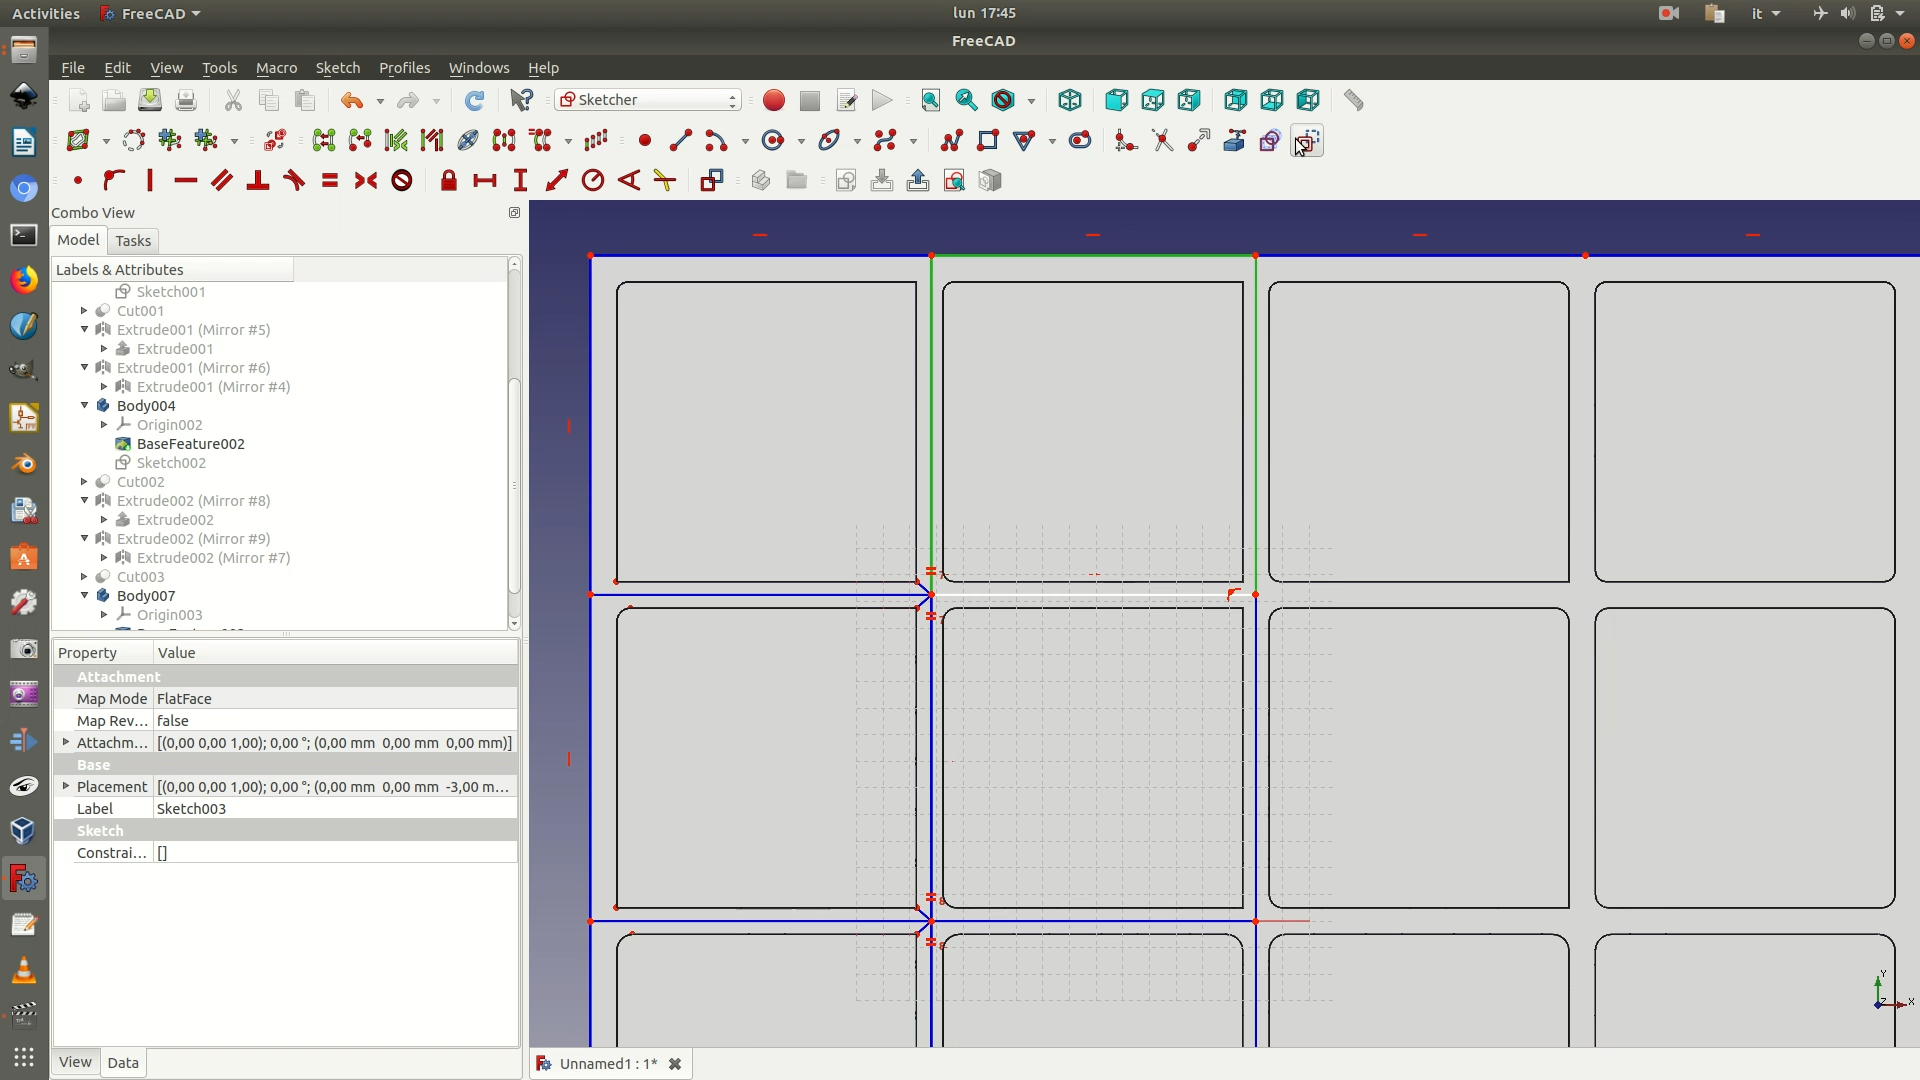 Activities
FreeCAD
lun 17:45
it
FreeCAD
File Edit View Tools Macro Sketch Profiles Windows Help
Sketcher
Combo View
Model Tasks
Labels & Attributes
Sketch001
Cut001
Extrude001 (Mirror #5)
Extrude001
Extrude001 (Mirror #6)
Extrude001 (Mirror #4)
Body004
Origin002
BaseFeature002
Sketch002
Cut002
Extrude002 (Mirror #8)
Extrude002
Extrude002 (Mirror #9)
Extrude002 (Mirror #7)
Cut003
Body007
Origin003
Property Value
Attachment
Map Mode FlatFace
Map Rev... false
Attachm... [(0,00 0,00 1,00); 0,00 °; (0,00 mm 0,00 mm 0,00 mm)]
Base
Placement [(0,00 0,00 1,00); 0,00 °; (0,00 mm 0,00 mm -3,00 m...
Label Sketch003
Sketch
Constrai... []
View Data
7
7
8
8
Y
Z
X
Unnamed1 : 1*